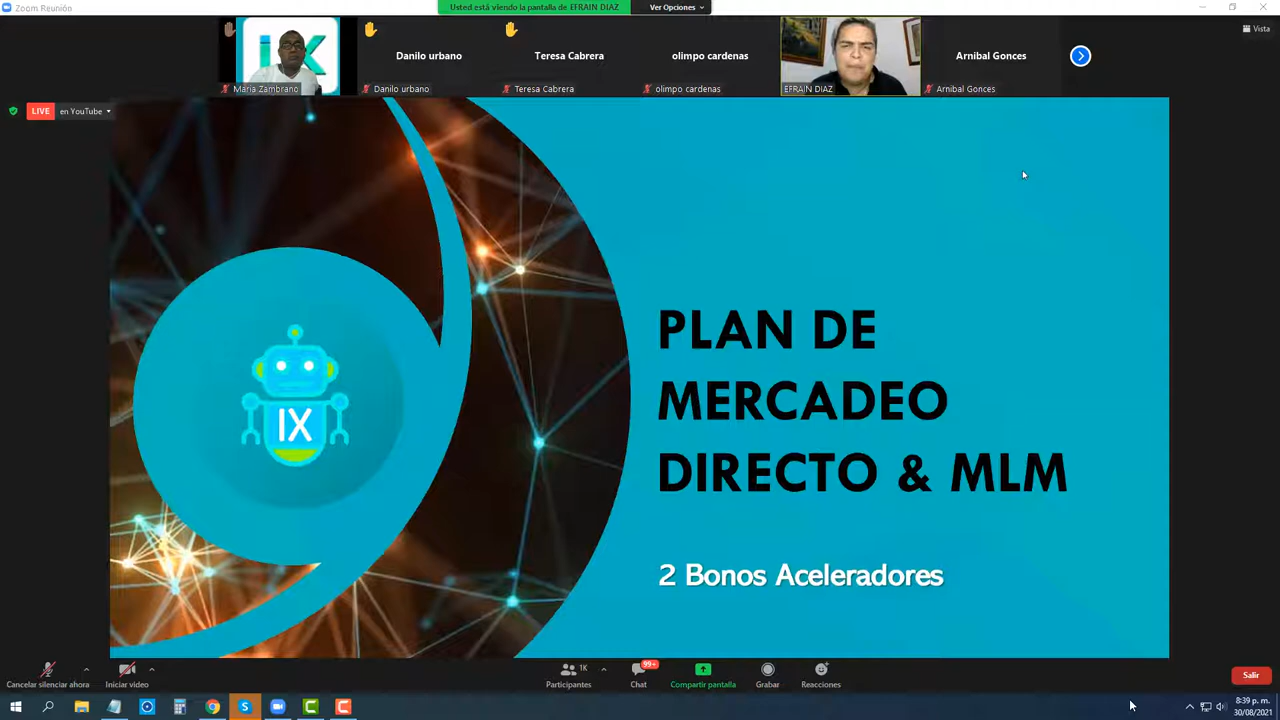 Zoom Reunión
Usted está viendo la pantalla de EFRAIN DIAZ
Ver Opciones
Vista
IX
Danilo urbano
Teresa Cabrera
olimpo cardenas
Arnibal Gonces
María Zambrano
Danilo urbano
Teresa Cabrera
olimpo cardenas
EFRAIN DIAZ
Arnibal Gonces
LIVE
en YouTube
PLAN DE
MERCADEO
DIRECTO & MLM
IX
2 Bonos Aceleradores
1K
99+
Cancelar silenciar ahora
Iniciar video
Participantes
Chat
Compartir pantalla
Grabar
Reacciones
Salir
8:39 p. m.
30/08/2021